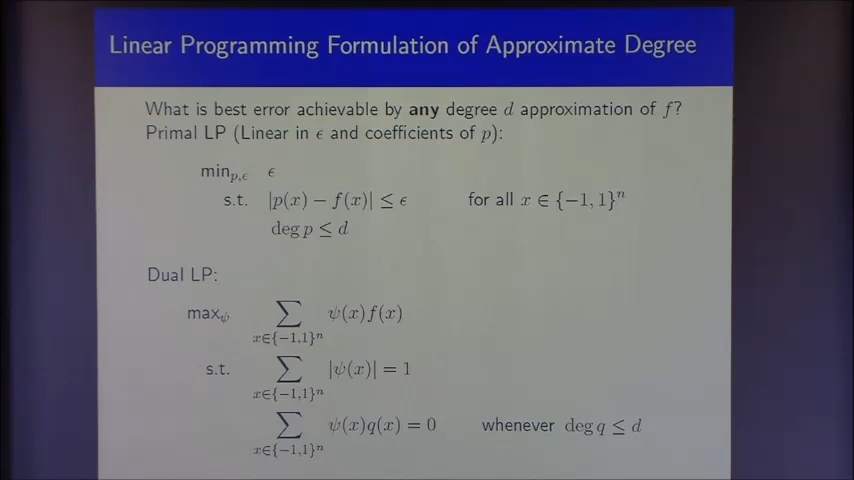 Linear Programming Formulation of Approximate Degree
What is best error achievable by any degree d approximation of f?
Primal LP (Linear in ϵ and coefficients of p):
min_{p,ϵ} ϵ
s.t. |p(x) − f(x)| ≤ ϵ for all x ∈ {−1, 1}^n
deg p ≤ d
Dual LP:
max_ψ ∑_{x∈{−1,1}^n} ψ(x)f(x)
s.t. ∑_{x∈{−1,1}^n} |ψ(x)| = 1
∑_{x∈{−1,1}^n} ψ(x)q(x) = 0 whenever deg q ≤ d